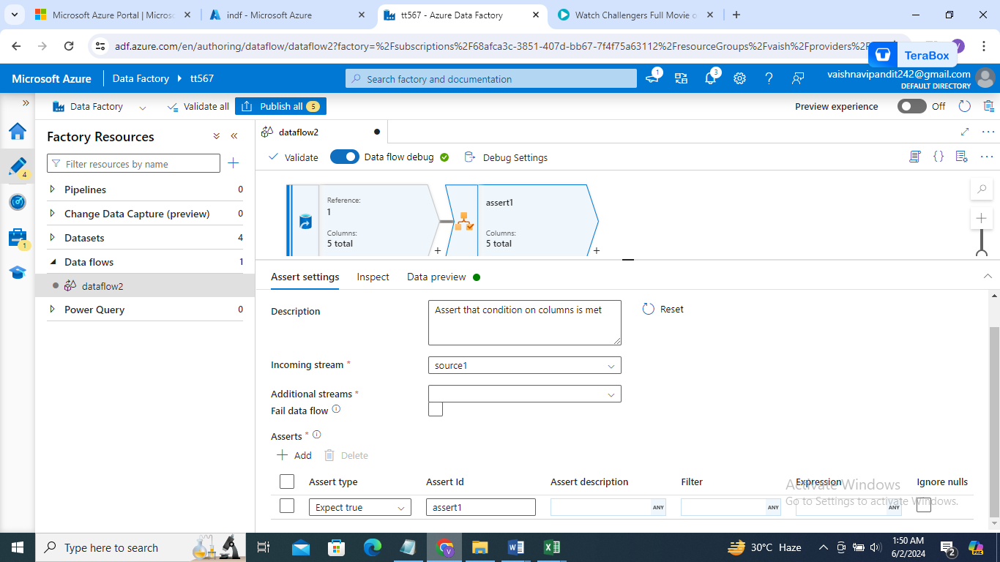 Microsoft Azure Portal | Micros
indf - Microsoft Azure
tt567 - Azure Data Factory
Watch Challengers Full Movie o
adf.azure.com/en/authoring/dataflow/dataflow2?factory=%2Fsubscriptions%2F68afca3c-3851-407d-bb67-7f4f75a63112%2FresourceGroups%2Fvaish%2Fproviders%2F
V
TeraBox
Microsoft Azure
Data Factory
tt567
Search factory and documentation
1
3
vaishnavipandit242@gmail.com
DEFAULT DIRECTORY
Data Factory
Validate all
Publish all 5
Preview experience
Off
Factory Resources
dataflow2
Filter resources by name
Validate
Data flow debug
Debug Settings
4
Pipelines 0
Change Data Capture (preview) 0
Datasets 4
Data flows 1
dataflow2
Power Query 0
1
Reference:
1
Columns:
5 total
+
assert1
Columns:
5 total
+
Assert settings
Inspect
Data preview
Description
Assert that condition on columns is met
Reset
Incoming stream *
source1
Additional streams *
Fail data flow
Asserts *
Add
Delete
Assert type
Assert Id
Assert description
Filter
Expression
Ignore nulls
Expect true
assert1
ANY
ANY
ANY
Activate Windows
Go to Settings to activate Windows.
Type here to search
V
30°C Haze
1:50 AM
6/2/2024
2
PRE